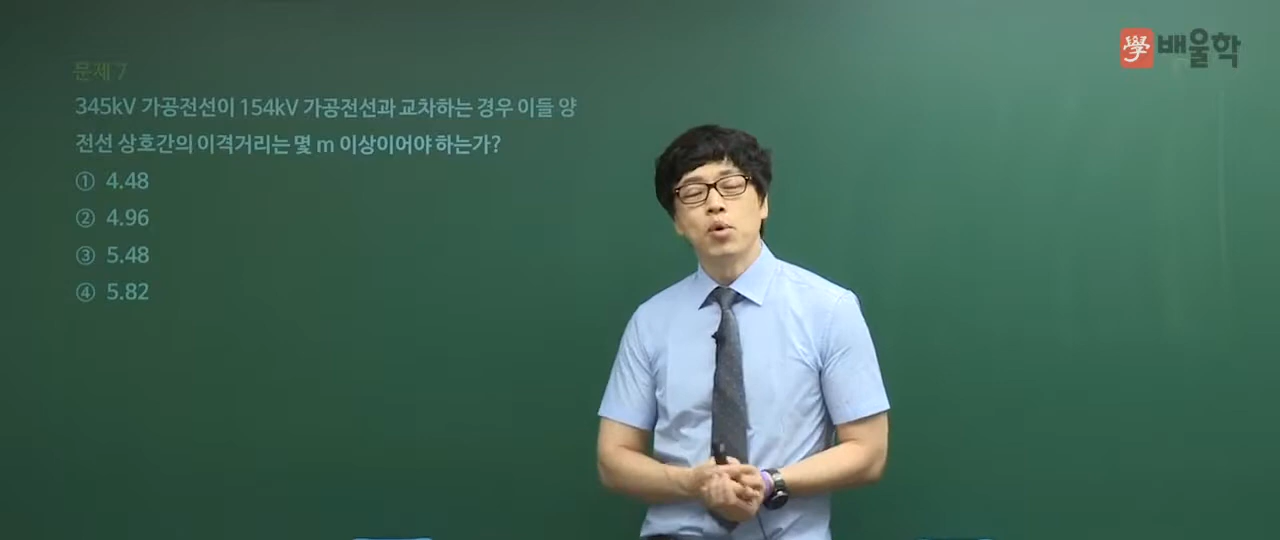 學 배울학
문제 7
345kV 가공전선이 154kV 가공전선과 교차하는 경우 이들 양
전선 상호간의 이격거리는 몇 m 이상이어야 하는가?
① 4.48
② 4.96
③ 5.48
④ 5.82